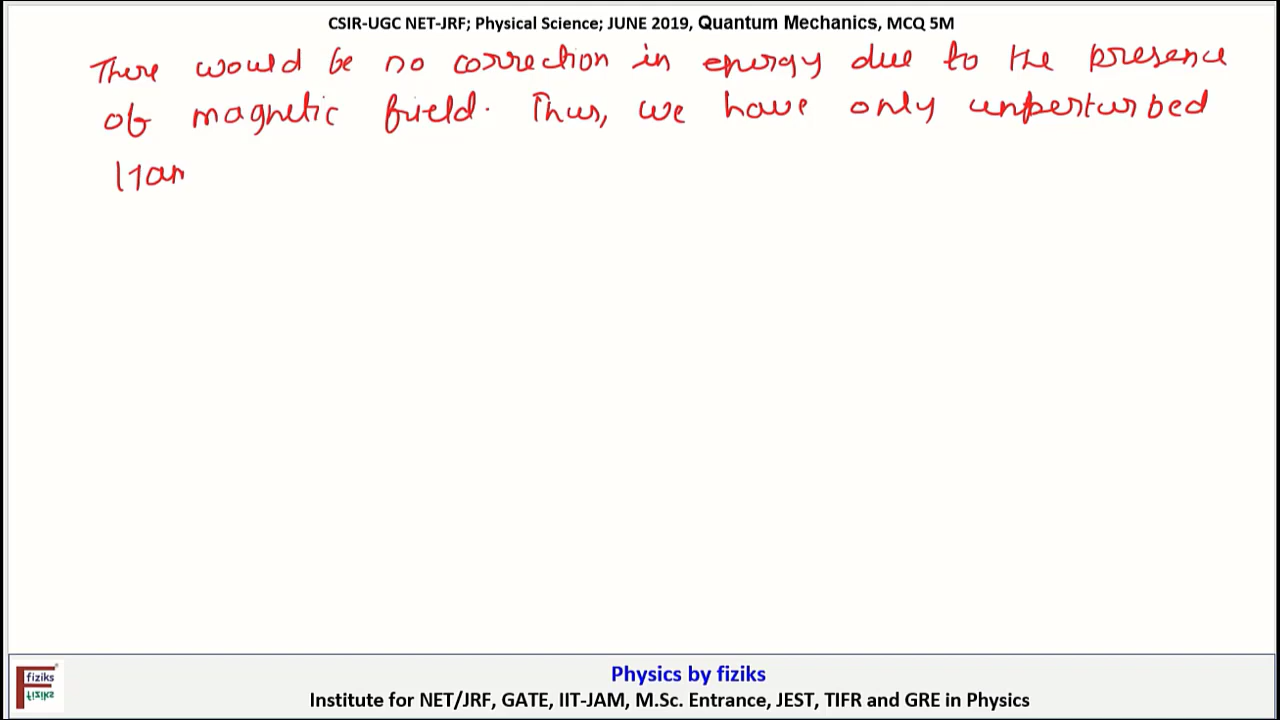 CSIR-UGC NET-JRF; Physical Science; JUNE 2019, Quantum Mechanics, MCQ 5M
There would be no correction in energy due to the presence
of magnetic field. Thus, we have only unperturbed
Ham
fiziks
Physics by fiziks
Institute for NET/JRF, GATE, IIT-JAM, M.Sc. Entrance, JEST, TIFR and GRE in Physics